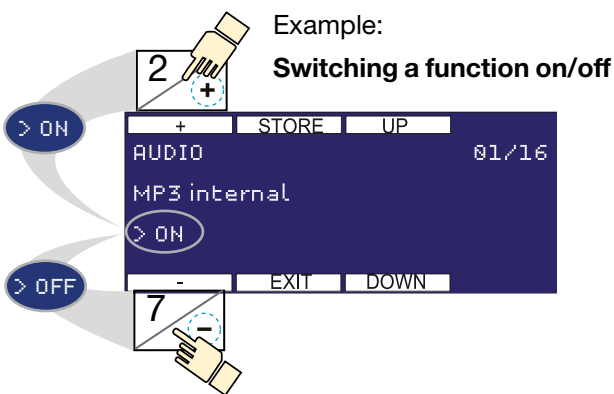 Example:
Switching a function on/off
2
+
> ON
+ STORE UP
AUDIO 01/16
MP3 internal
> ON
> OFF
- EXIT DOWN
7
-